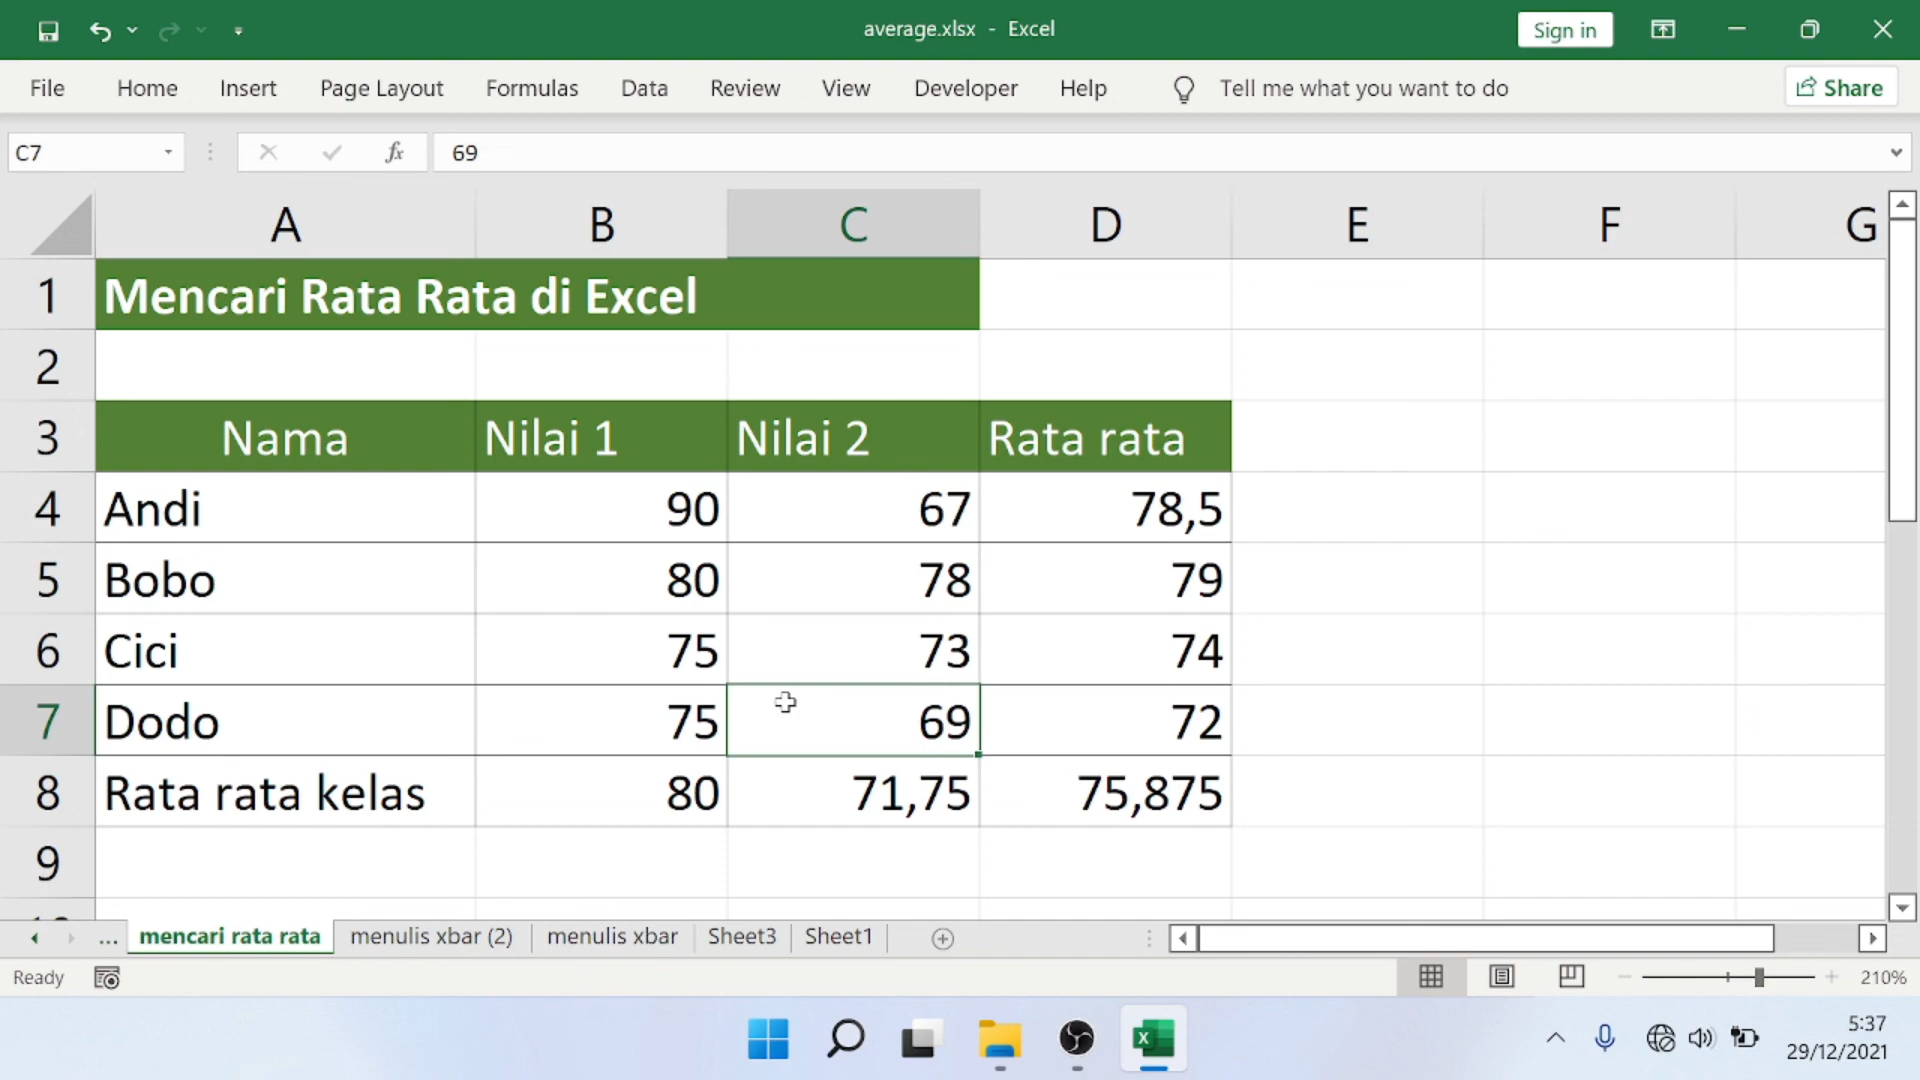 average.xlsx - Excel
Sign in
File Home Insert Page Layout Formulas Data Review View Developer Help Tell me what you want to do Share
C7 fx 69
A B C D E F G
1 Mencari Rata Rata di Excel
2
3 Nama Nilai 1 Nilai 2 Rata rata
4 Andi 90 67 78,5
5 Bobo 80 78 79
6 Cici 75 73 74
7 Dodo 75 69 72
8 Rata rata kelas 80 71,75 75,875
9
... mencari rata rata menulis xbar (2) menulis xbar Sheet3 Sheet1
Ready 210%
5:37
29/12/2021